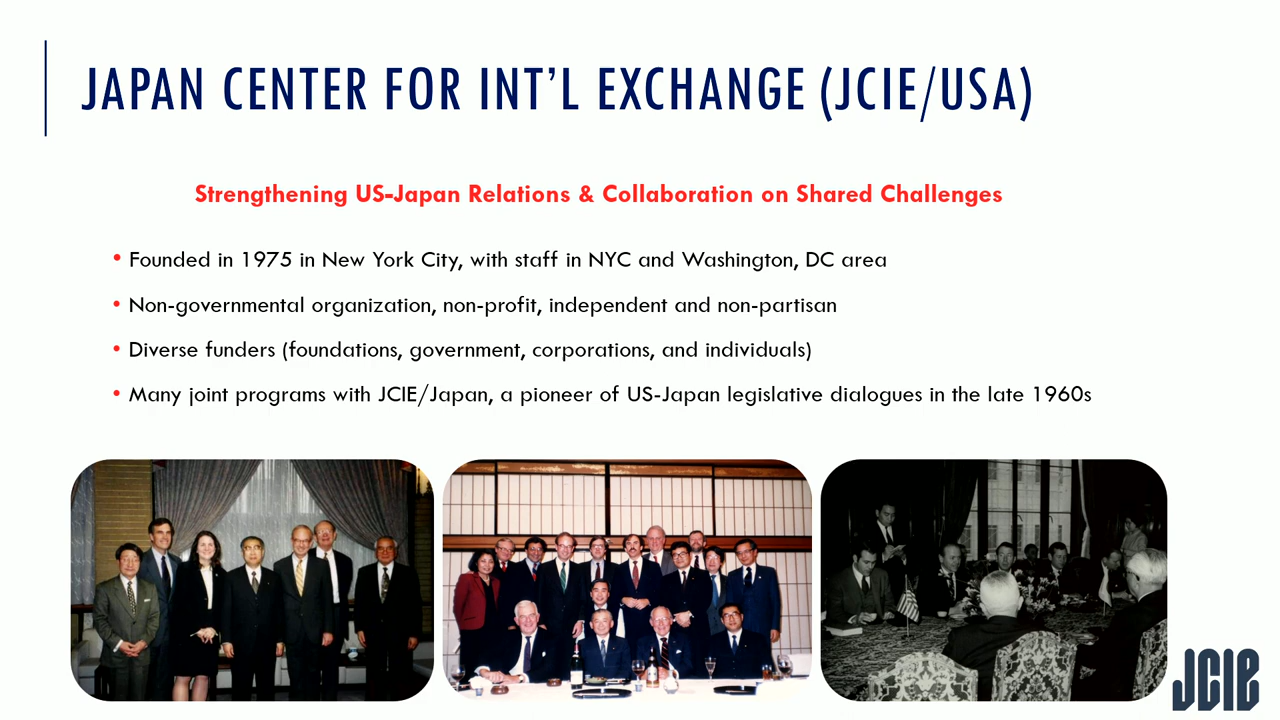 JAPAN CENTER FOR INT’L EXCHANGE (JCIE/USA)
Strengthening US-Japan Relations & Collaboration on Shared Challenges
• Founded in 1975 in New York City, with staff in NYC and Washington, DC area
• Non-governmental organization, non-profit, independent and non-partisan
• Diverse funders (foundations, government, corporations, and individuals)
• Many joint programs with JCIE/Japan, a pioneer of US-Japan legislative dialogues in the late 1960s
JCIE